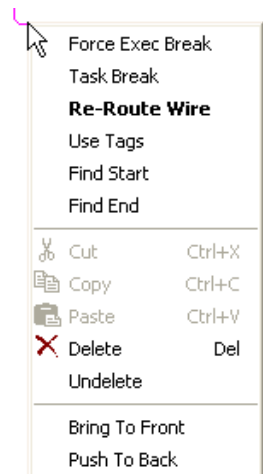 Force Exec Break
Task Break
Re-Route Wire
Use Tags
Find Start
Find End
Cut Ctrl+X
Copy Ctrl+C
Paste Ctrl+V
Delete Del
Undelete
Bring To Front
Push To Back